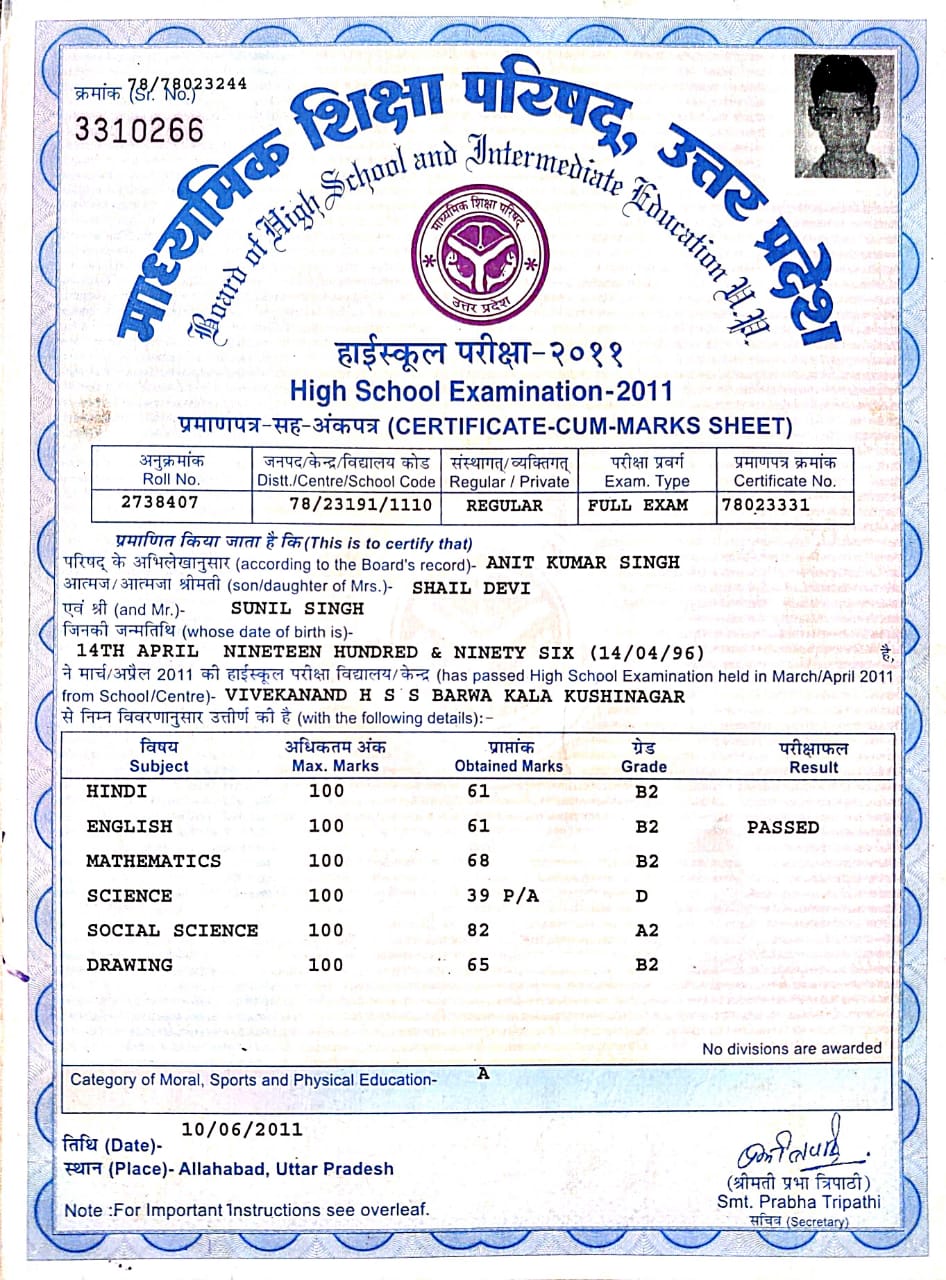 क्रमांक 78/78023244
(Sr. No.)
3310266
माध्यमिक शिक्षा परिषद्, उत्तर प्रदेश
Board of High School and Intermediate Education U.P.
माध्यमिक शिक्षा परिषद्
उत्तर प्रदेश
हाईस्कूल परीक्षा-२०११
High School Examination-2011
प्रमाणपत्र-सह-अंकपत्र (CERTIFICATE-CUM-MARKS SHEET)
अनुक्रमांक जनपद/केन्द्र/विद्यालय कोड संस्थागत्/व्यक्तिगत् परीक्षा प्रवर्ग प्रमाणपत्र क्रमांक
Roll No. Distt./Centre/School Code Regular / Private Exam. Type Certificate No.
2738407 78/23191/1110 REGULAR FULL EXAM 78023331
प्रमाणित किया जाता है कि (This is to certify that)
परिषद् के अभिलेखानुसार (according to the Board's record)- ANIT KUMAR SINGH
आत्मज/आत्मजा श्रीमती (son/daughter of Mrs.)- SHAIL DEVI
एवं श्री (and Mr.)- SUNIL SINGH
जिनकी जन्मतिथि (whose date of birth is)-
14TH APRIL NINETEEN HUNDRED & NINETY SIX (14/04/96) है,
ने मार्च/अप्रैल 2011 की हाईस्कूल परीक्षा विद्यालय/केन्द्र (has passed High School Examination held in March/April 2011
from School/Centre)- VIVEKANAND H S S BARWA KALA KUSHINAGAR
से निम्न विवरणानुसार उत्तीर्ण की है (with the following details):-
विषय अधिकतम अंक प्राप्तांक ग्रेड परीक्षाफल
Subject Max. Marks Obtained Marks Grade Result
HINDI 100 61 B2
ENGLISH 100 61 B2 PASSED
MATHEMATICS 100 68 B2
SCIENCE 100 39 P/A D
SOCIAL SCIENCE 100 82 A2
DRAWING 100 65 B2
No divisions are awarded
Category of Moral, Sports and Physical Education- A
तिथि (Date)- 10/06/2011
स्थान (Place)- Allahabad, Uttar Pradesh
(श्रीमती प्रभा त्रिपाठी)
Smt. Prabha Tripathi
सचिव (Secretary)
Note :For Important Instructions see overleaf.